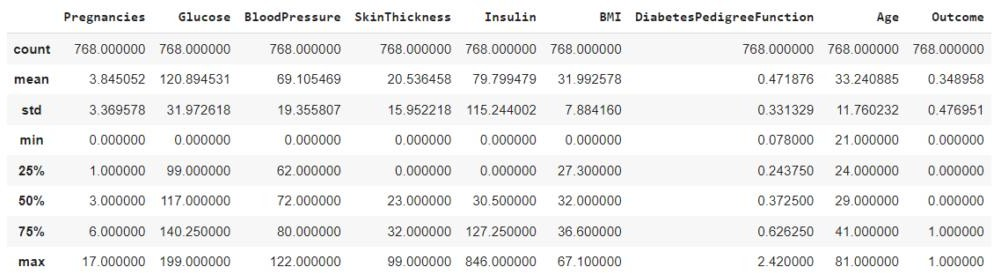 Pregnancies Glucose BloodPressure SkinThickness Insulin BMI DiabetesPedigreeFunction Age Outcome
count 768.000000 768.000000 768.000000 768.000000 768.000000 768.000000 768.000000 768.000000 768.000000
mean 3.845052 120.894531 69.105469 20.536458 79.799479 31.992578 0.471876 33.240885 0.348958
std 3.369578 31.972618 19.355807 15.952218 115.244002 7.884160 0.331329 11.760232 0.476951
min 0.000000 0.000000 0.000000 0.000000 0.000000 0.000000 0.078000 21.000000 0.000000
25% 1.000000 99.000000 62.000000 0.000000 0.000000 27.300000 0.243750 24.000000 0.000000
50% 3.000000 117.000000 72.000000 23.000000 30.500000 32.000000 0.372500 29.000000 0.000000
75% 6.000000 140.250000 80.000000 32.000000 127.250000 36.600000 0.626250 41.000000 1.000000
max 17.000000 199.000000 122.000000 99.000000 846.000000 67.100000 2.420000 81.000000 1.000000